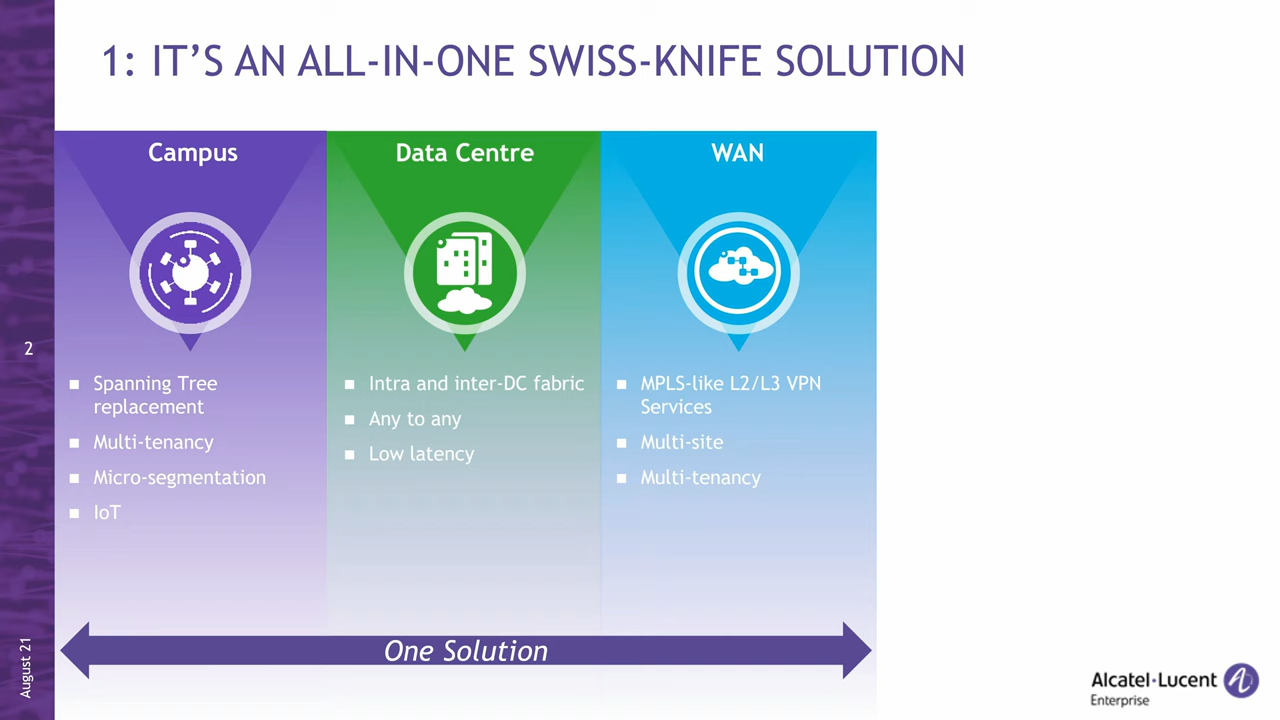 1: IT’S AN ALL-IN-ONE SWISS-KNIFE SOLUTION
Campus
Spanning Tree
replacement
Multi-tenancy
Micro-segmentation
IoT
Data Centre
Intra and inter-DC fabric
Any to any
Low latency
WAN
MPLS-like L2/L3 VPN
Services
Multi-site
Multi-tenancy
One Solution
2
August 21
Alcatel·Lucent
Enterprise